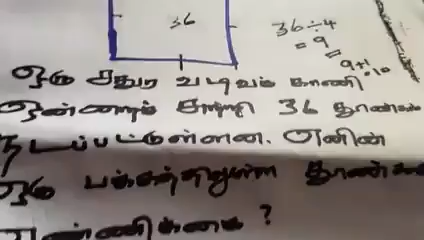 36
36÷4
= 9
9+1=10
ஒரு சதுர வடிவம் காணி
ஒன்றைச் சுற்றி 36 தூண்கள்
நடப்பட்டுள்ளன. எனின்
ஒரு பக்கத்திலுள்ள தூண்கள
எண்ணிக்கை ?